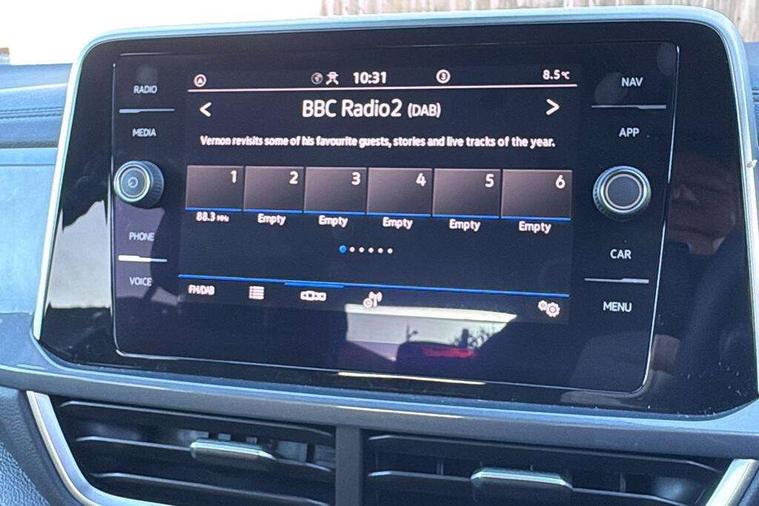 RADIO
MEDIA
PHONE
VOICE
10:31
3
8.5°C
< BBC Radio2 (DAB) >
Vernon revisits some of his favourite guests, stories and live tracks of the year.
1 2 3 4 5 6
88.3 MHz Empty Empty Empty Empty Empty
FM/DAB
NAV
APP
CAR
MENU